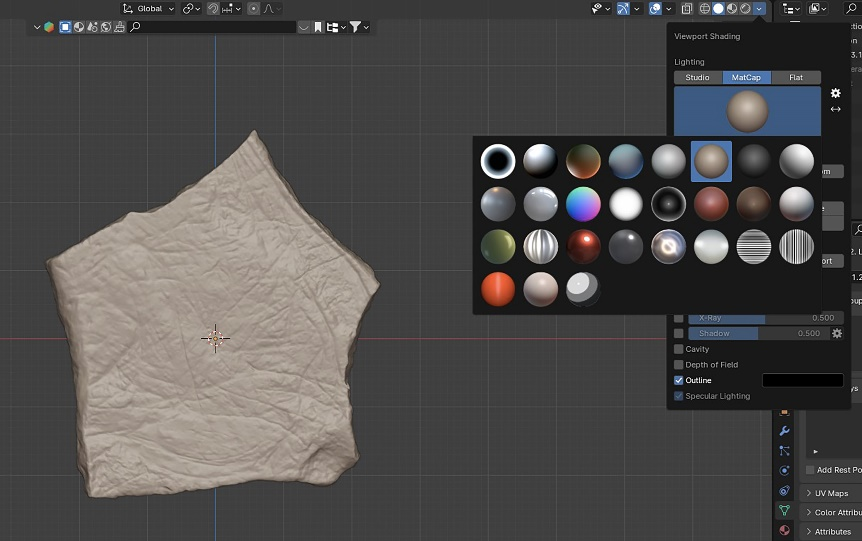 Global
Viewport Shading
Lighting
Studio MatCap Flat
X-Ray 0.500
Shadow 0.500
Cavity
Depth of Field
Outline
Specular Lighting
Add Rest Po
UV Maps
Color Attribu
Attributes